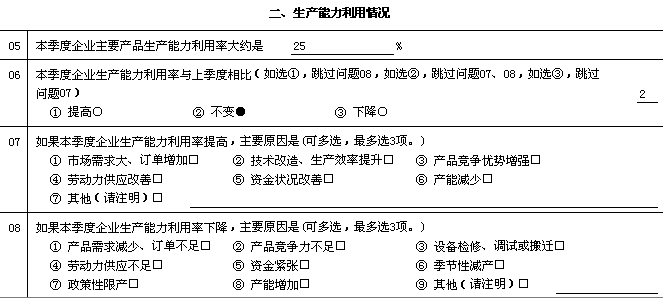 二、生产能力利用情况
05 本季度企业主要产品生产能力利用率大约是 25 %
06 本季度企业生产能力利用率与上季度相比(如选①，跳过问题08，如选②，跳过问题07、08，如选③，跳过
问题07) 2
① 提高○ ② 不变● ③ 下降○
07 如果本季度企业生产能力利用率提高，主要原因是(可多选，最多选3项。)
① 市场需求大、订单增加□ ② 技术改造、生产效率提升□ ③ 产品竞争优势增强□
④ 劳动力供应改善□ ⑤ 资金状况改善□ ⑥ 产能减少□
⑦ 其他(请注明)□
08 如果本季度企业生产能力利用率下降，主要原因是(可多选，最多选3项。)
① 产品需求减少、订单不足□ ② 产品竞争力不足□ ③ 设备检修、调试或搬迁□
④ 劳动力供应不足□ ⑤ 资金紧张□ ⑥ 季节性减产□
⑦ 政策性限产□ ⑧ 产能增加□ ⑨ 其他(请注明)□